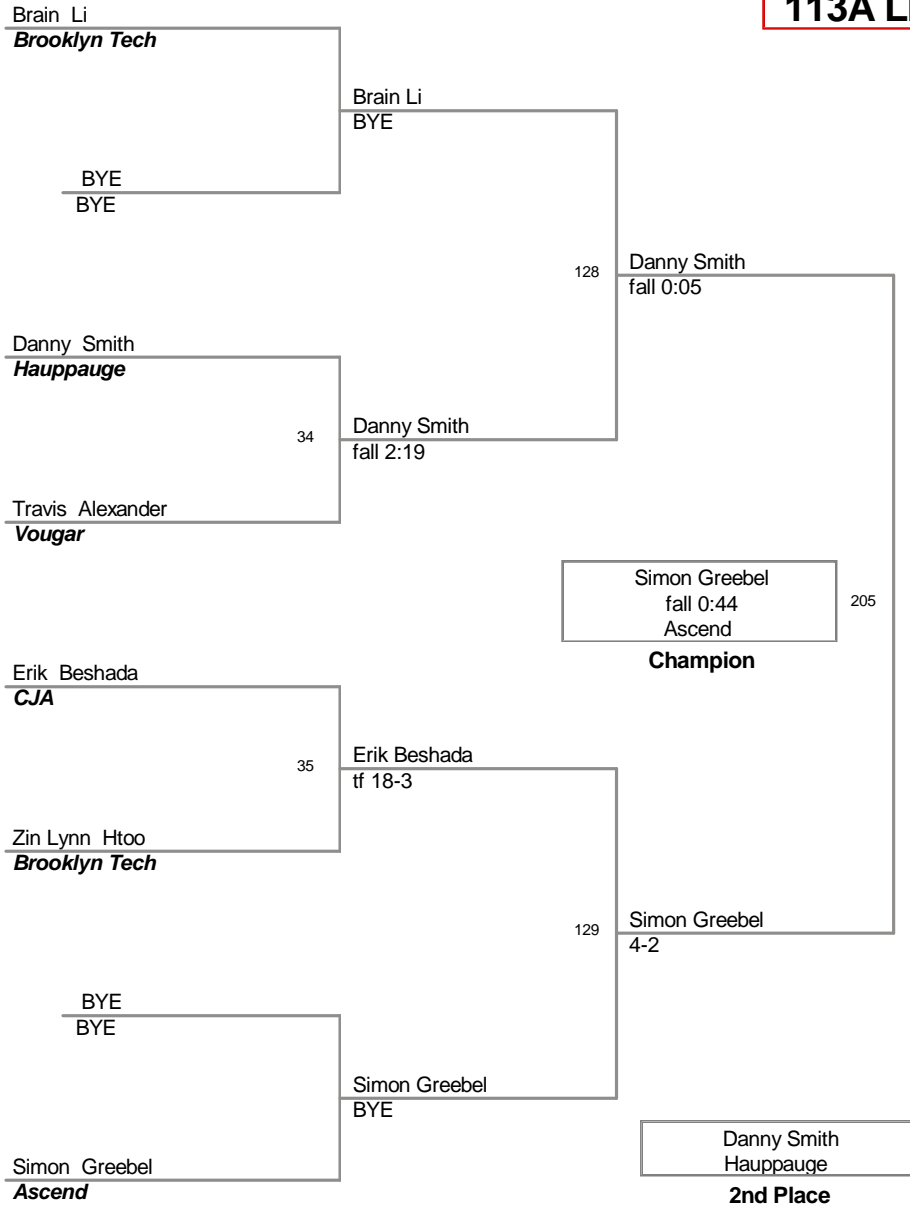 113A
Brain Li
Brooklyn Tech
Brain Li
BYE
BYE
BYE
128
Danny Smith
fall 0:05
Danny Smith
Hauppauge
34
Danny Smith
fall 2:19
Travis Alexander
Vougar
Simon Greebel
fall 0:44
Ascend
205
Champion
Erik Beshada
CJA
35
Erik Beshada
tf 18-3
Zin Lynn Htoo
Brooklyn Tech
129
Simon Greebel
4-2
BYE
BYE
Simon Greebel
BYE
Simon Greebel
Ascend
Danny Smith
Hauppauge
2nd Place